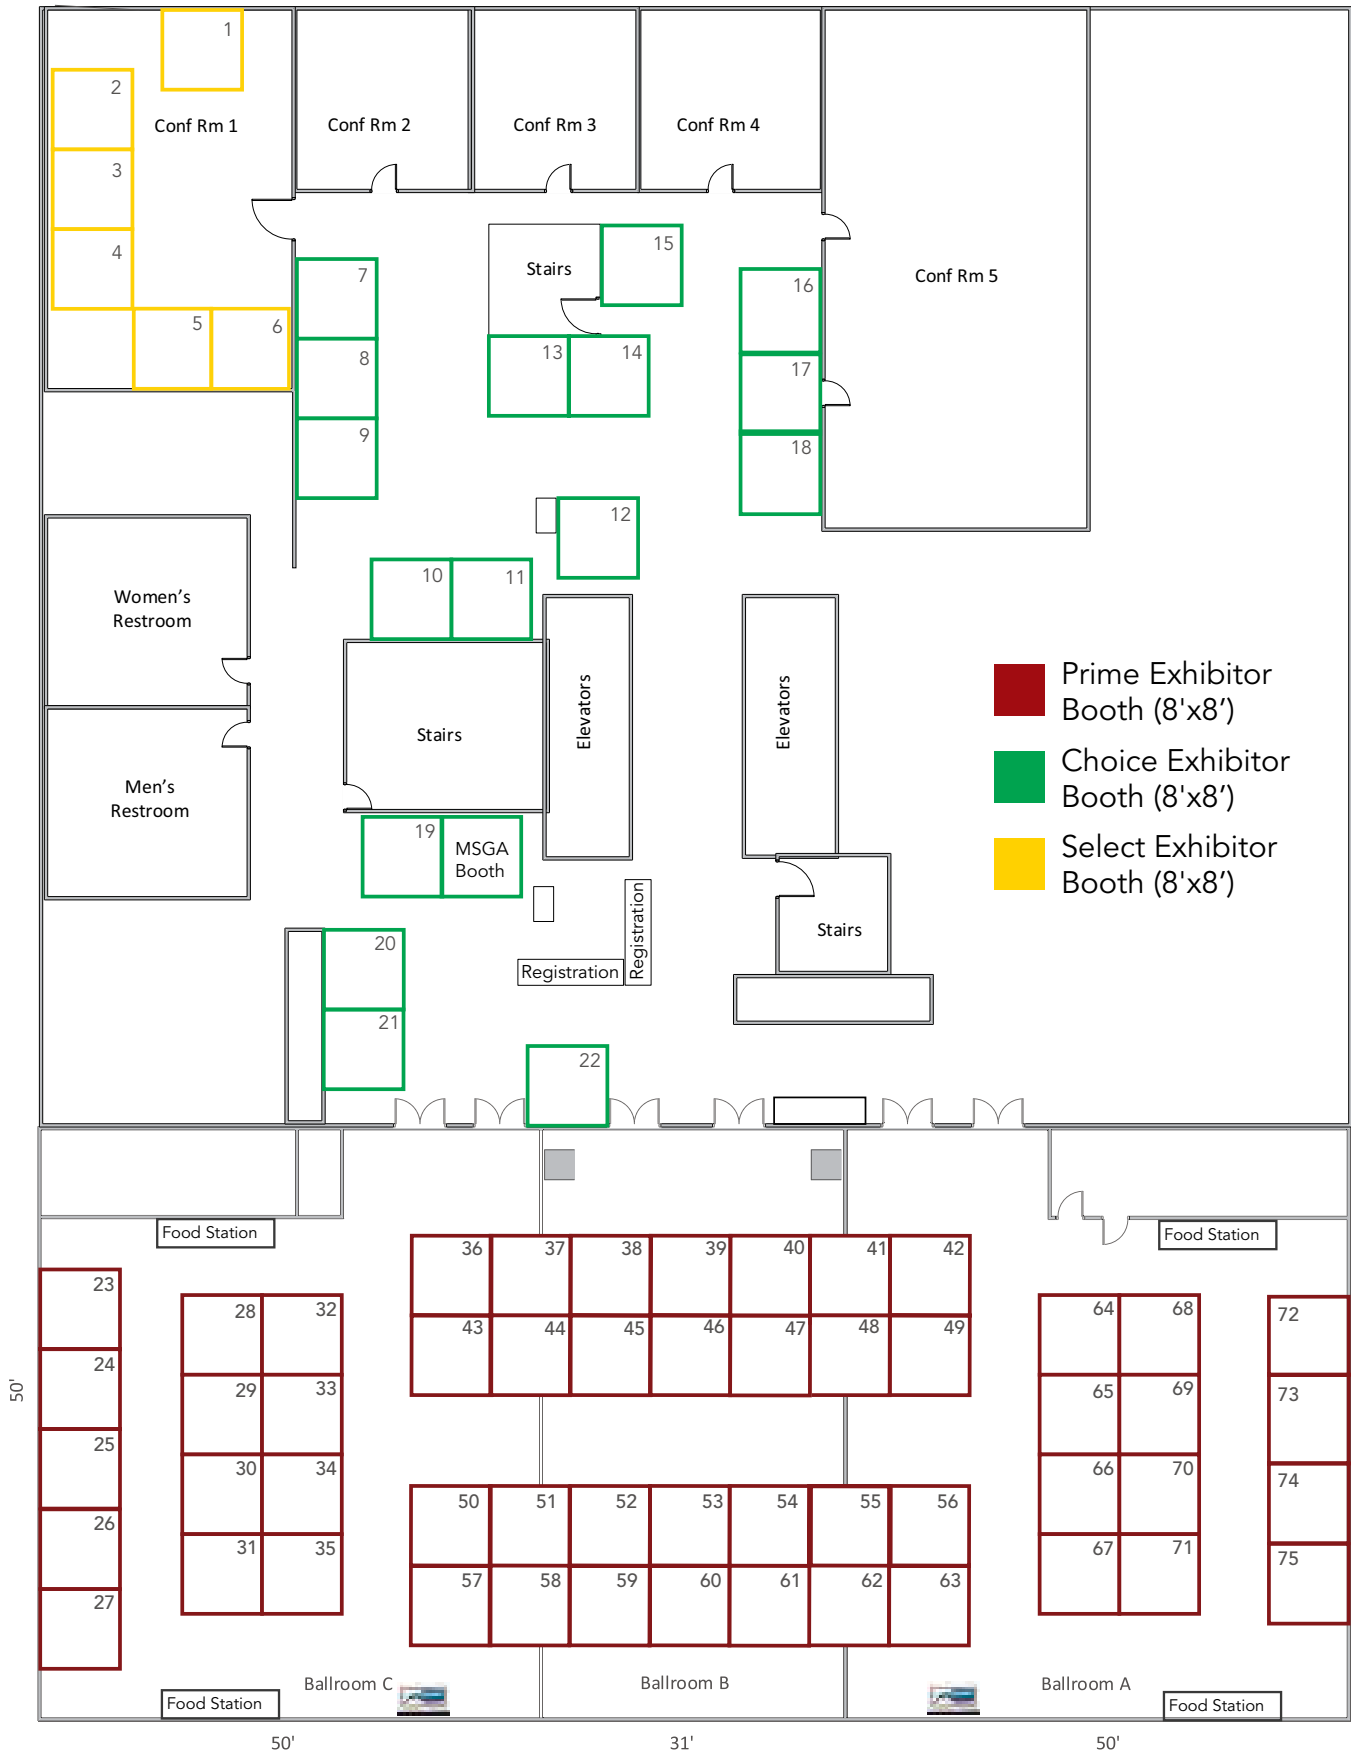 1
2
Conf Rm 1
Conf Rm 2
Conf Rm 3
Conf Rm 4
3
4
5
6
7
8
9
Stairs
15
13
14
16
17
18
Conf Rm 5
12
10
11
Women's
Restroom
Men's
Restroom
Stairs
Elevators
Elevators
Prime Exhibitor
Booth (8'x8')
Choice Exhibitor
Booth (8'x8')
Select Exhibitor
Booth (8'x8')
19
MSGA
Booth
Registration
Registration
Stairs
20
21
22
Food Station
Food Station
36
37
38
39
40
41
42
43
44
45
46
47
48
49
23
24
25
26
27
28
32
29
33
30
34
31
35
64
68
65
69
66
70
67
71
72
73
74
75
50'
50
51
52
53
54
55
56
57
58
59
60
61
62
63
Ballroom C
Ballroom B
Ballroom A
Food Station
Food Station
50'
31'
50'